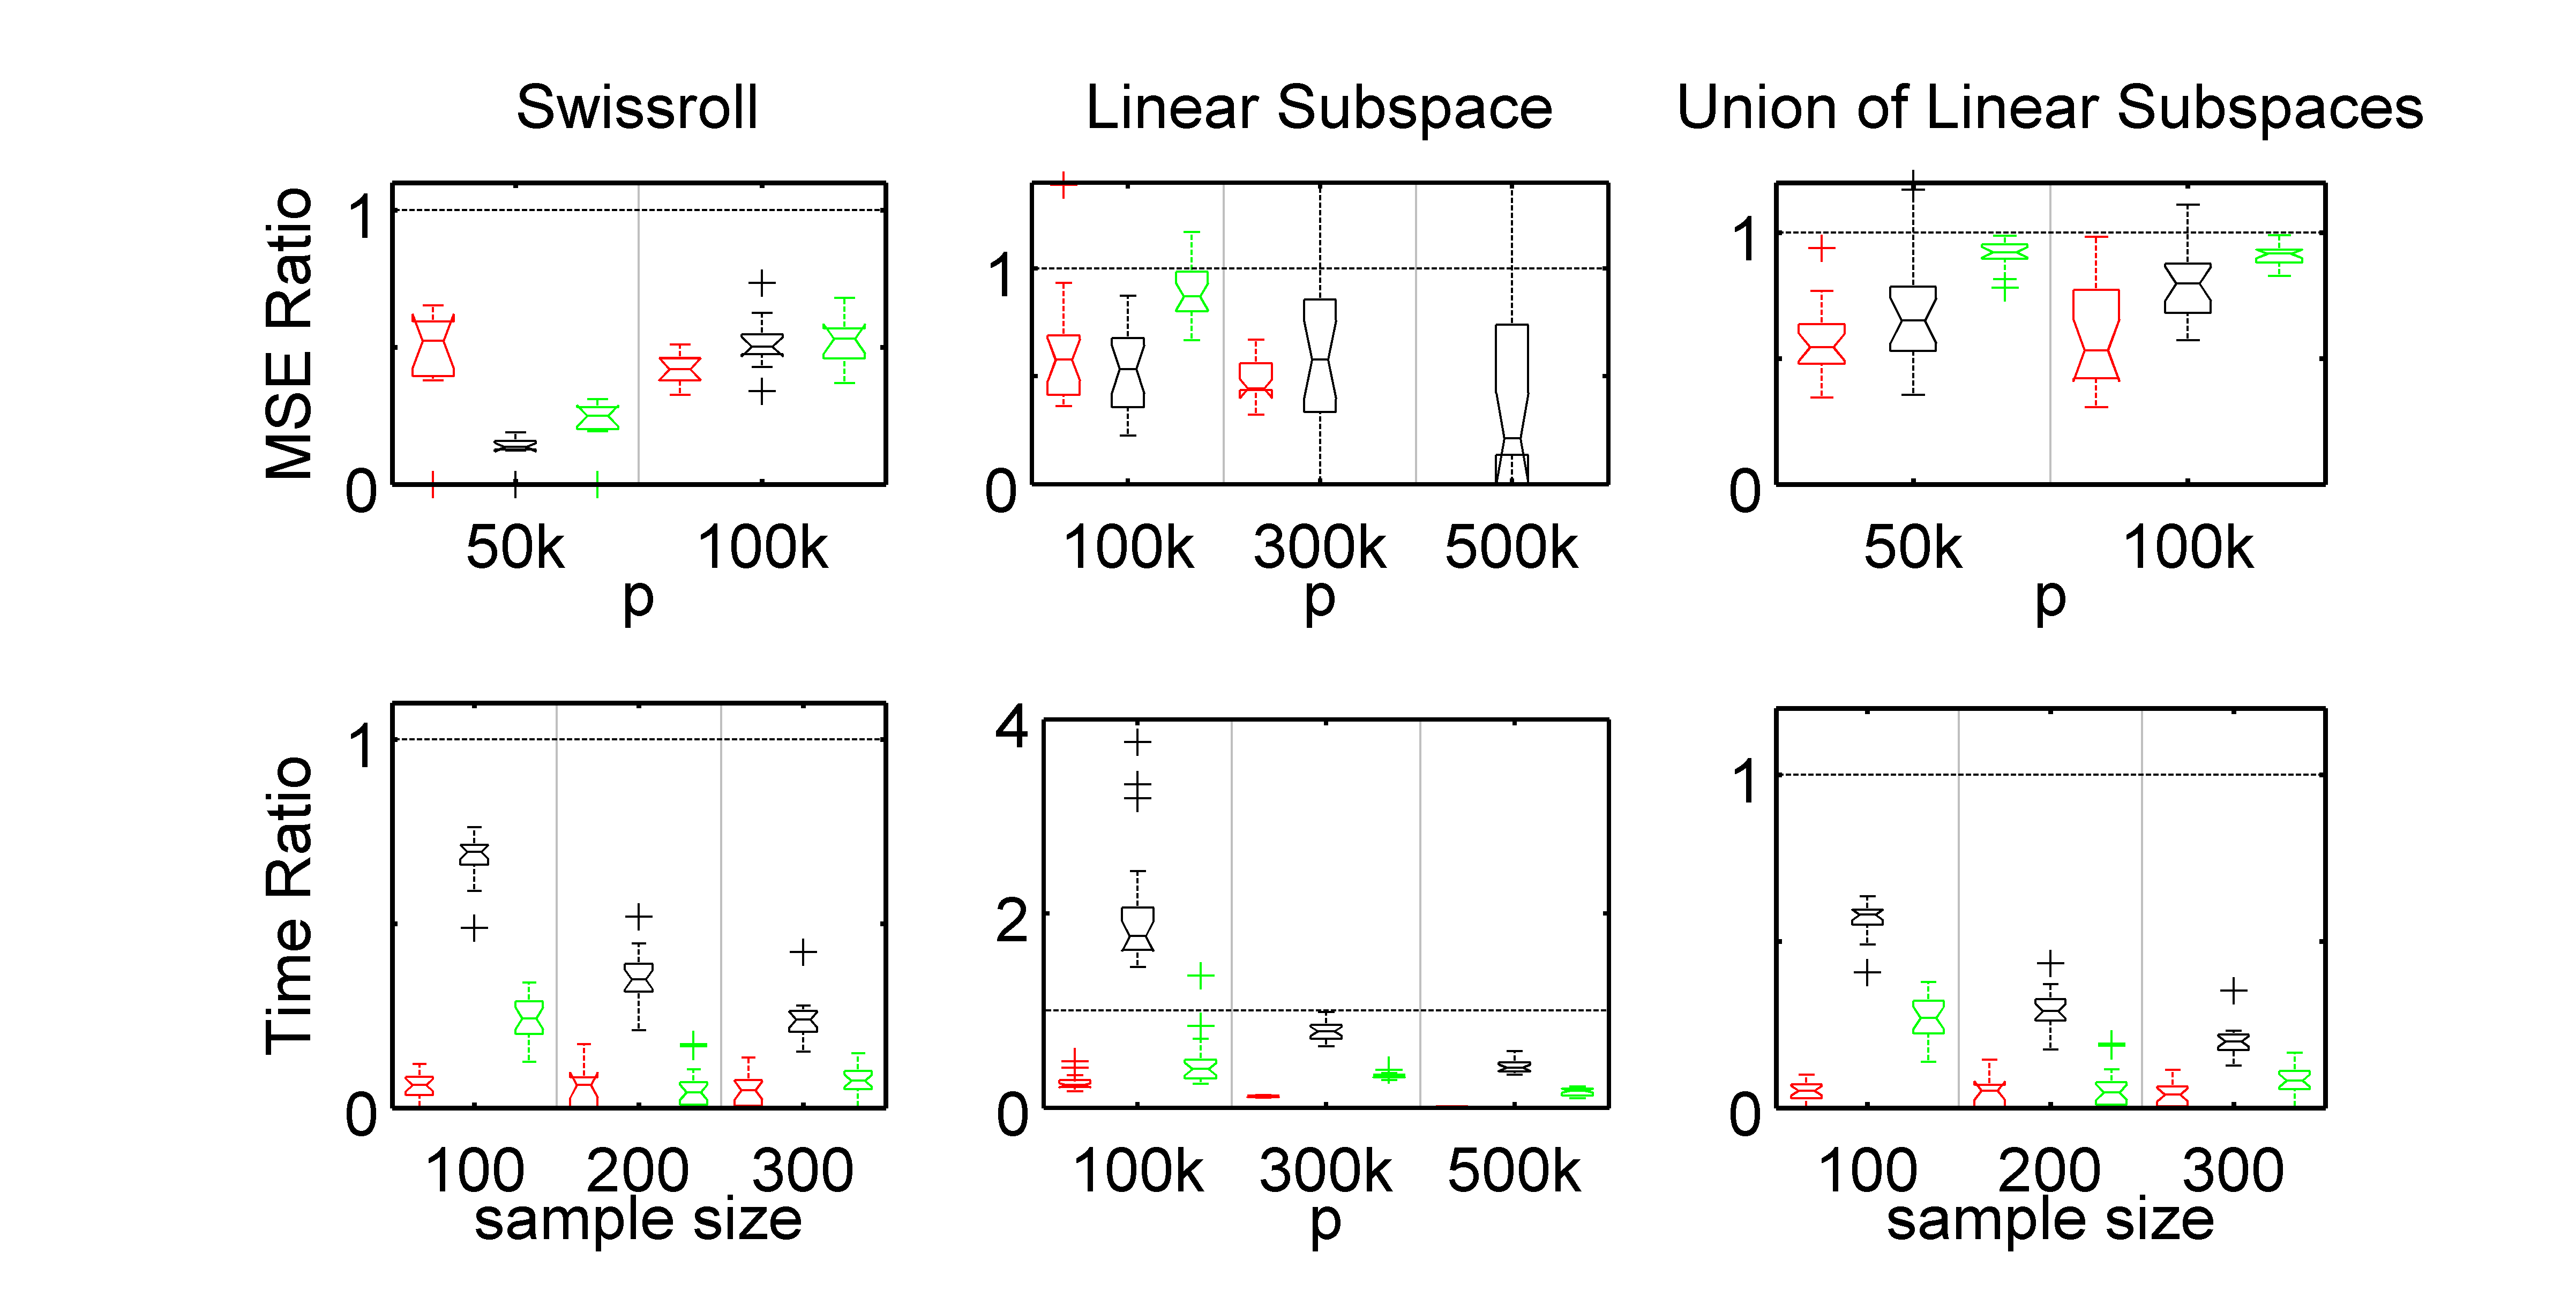 Swissroll Linear Subspace Union of Linear Subspaces
MSE Ratio
1
0
50k 100k
p
1
0
100k 300k 500k
p
1
0
50k 100k
p
Time Ratio
1
0
100 200 300
sample size
4
2
0
100k 300k 500k
p
1
0
100 200 300
sample size